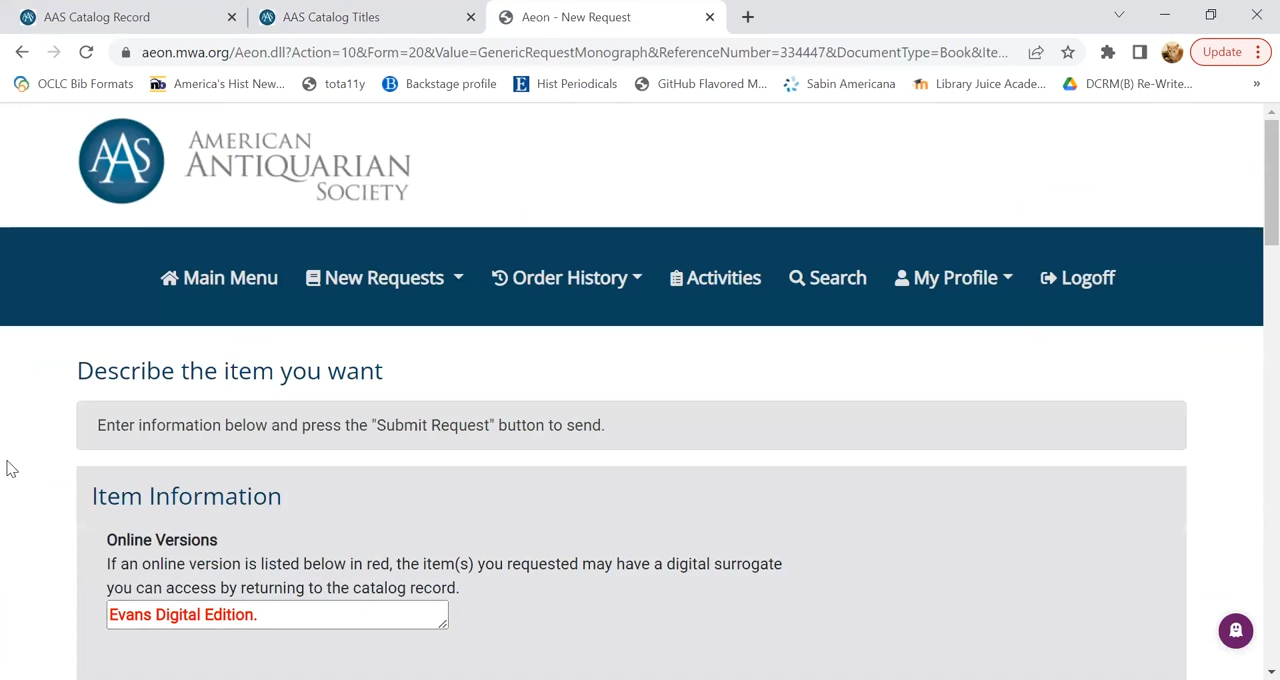 AAS Catalog Record
AAS Catalog Titles
Aeon - New Request
aeon.mwa.org/Aeon.dll?Action=10&Form=20&Value=GenericRequestMonograph&ReferenceNumber=334447&DocumentType=Book&Ite...
Update
OCLC Bib Formats
America's Hist New...
tota11y
Backstage profile
Hist Periodicals
GitHub Flavored M...
Sabin Americana
Library Juice Acade...
DCRM(B) Re-Write...
»
AAS
AMERICAN
ANTIQUARIAN
SOCIETY
Main Menu
New Requests
Order History
Activities
Search
My Profile
Logoff
Describe the item you want
Enter information below and press the "Submit Request" button to send.
Item Information
Online Versions
If an online version is listed below in red, the item(s) you requested may have a digital surrogate
you can access by returning to the catalog record.
Evans Digital Edition.